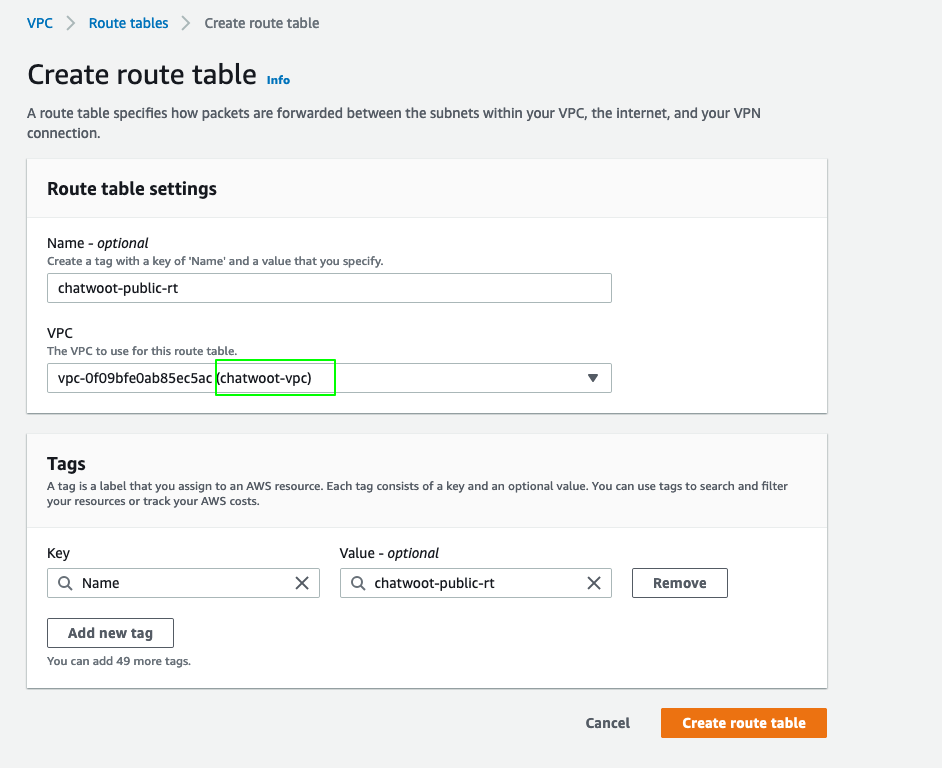 VPC > Route tables > Create route table
Create route table Info
A route table specifies how packets are forwarded between the subnets within your VPC, the internet, and your VPN
connection.
Route table settings
Name - optional
Create a tag with a key of 'Name' and a value that you specify.
chatwoot-public-rt
VPC
The VPC to use for this route table.
vpc-0f09bfe0ab85ec5ac (chatwoot-vpc)
Tags
A tag is a label that you assign to an AWS resource. Each tag consists of a key and an optional value. You can use tags to search and filter
your resources or track your AWS costs.
Key Value - optional
Name chatwoot-public-rt Remove
Add new tag
You can add 49 more tags.
Cancel Create route table